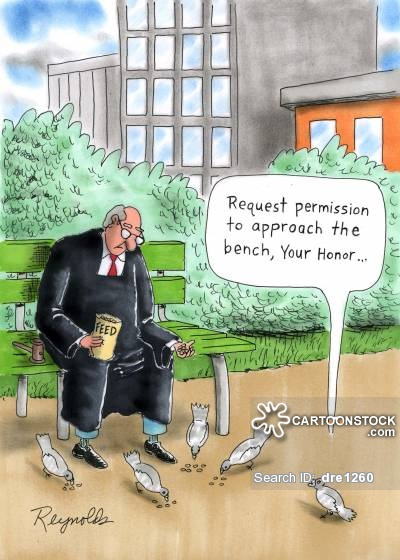 Request permission
to approach the
bench, Your Honor...
FEED
CARTOONSTOCK
.com
Search ID: dre1260
Reynolds